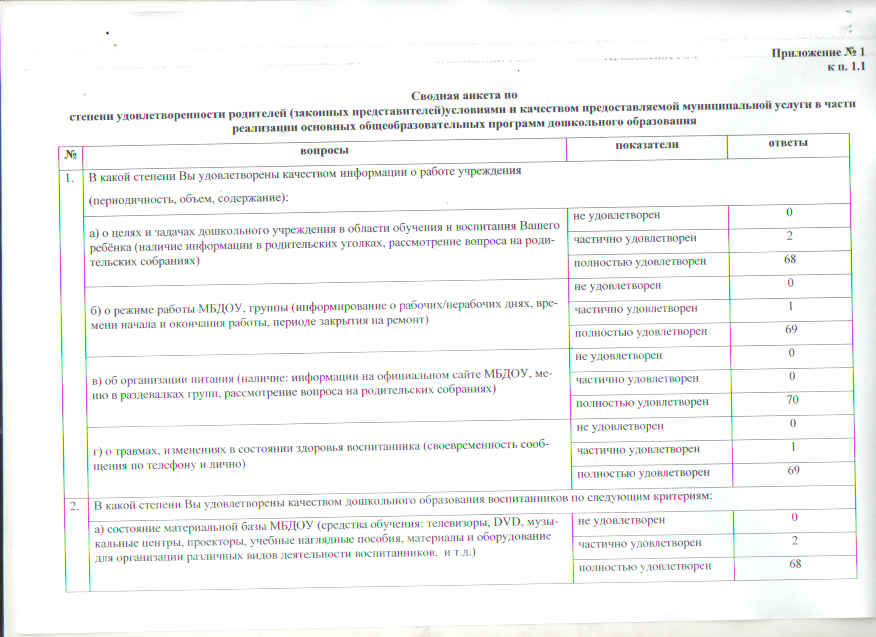 Приложение № 1
к п. 1.1
Сводная анкета по
степени удовлетворенности родителей (законных представителей)условиями и качеством предоставляемой муниципальной услуги в части
реализации основных общеобразовательных программ дошкольного образования
№ вопросы показатели ответы
1. В какой степени Вы удовлетворены качеством информации о работе учреждения
(периодичность, объем, содержание):
а) о целях и задачах дошкольного учреждения в области обучения и воспитания Вашего
ребёнка (наличие информации в родительских уголках, рассмотрение вопроса на роди-
тельских собраниях)
не удовлетворен 0
частично удовлетворен 2
полностью удовлетворен 68
б) о режиме работы МБДОУ, группы (информирование о рабочих/нерабочих днях, вре-
мени начала и окончания работы, периоде закрытия на ремонт)
не удовлетворен 0
частично удовлетворен 1
полностью удовлетворен 69
в) об организации питания (наличие: информации на официальном сайте МБДОУ, ме-
ню в раздевалках групп, рассмотрение вопроса на родительских собраниях)
не удовлетворен 0
частично удовлетворен 0
полностью удовлетворен 70
г) о травмах, изменениях в состоянии здоровья воспитанника (своевременность сооб-
щения по телефону и лично)
не удовлетворен 0
частично удовлетворен 1
полностью удовлетворен 69
2. В какой степени Вы удовлетворены качеством дошкольного образования воспитанников по следующим критериям:
а) состояние материальной базы МБДОУ (средства обучения: телевизоры, DVD, музы-
кальные центры, проекторы, учебные наглядные пособия, материалы и оборудование
для организации различных видов деятельности воспитанников, и т.д.)
не удовлетворен 0
частично удовлетворен 2
полностью удовлетворен 68